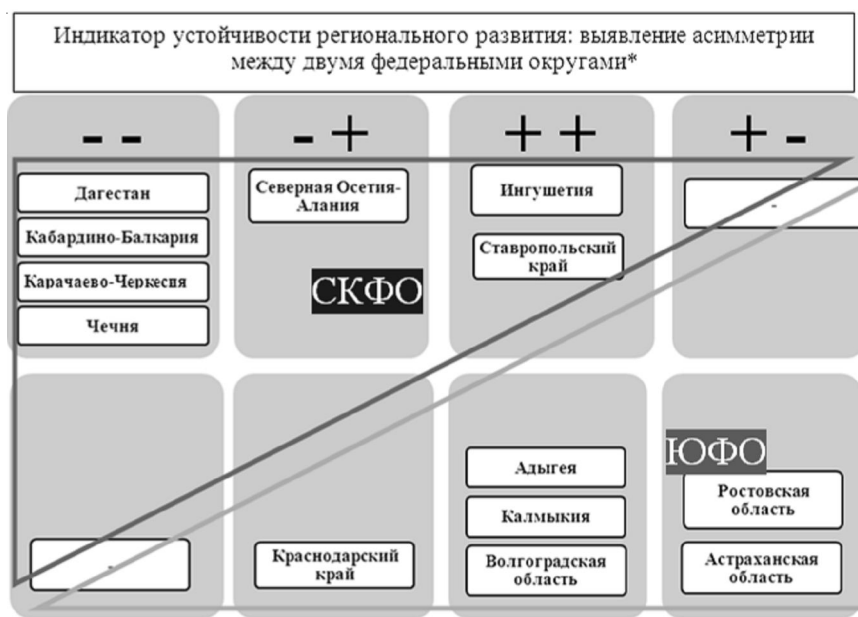 Индикатор устойчивости регионального развития: выявление асимметрии
между двумя федеральными округами*
- -
- +
+ +
+ -
Дагестан
Кабардино-Балкария
Карачаево-Черкесия
Чечня
Северная Осетия-
Алания
СКФО
Ингушетия
Ставропольский
край
-
-
Краснодарский
край
Адыгея
Калмыкия
Волгоградская
область
ЮФО
Ростовская
область
Астраханская
область